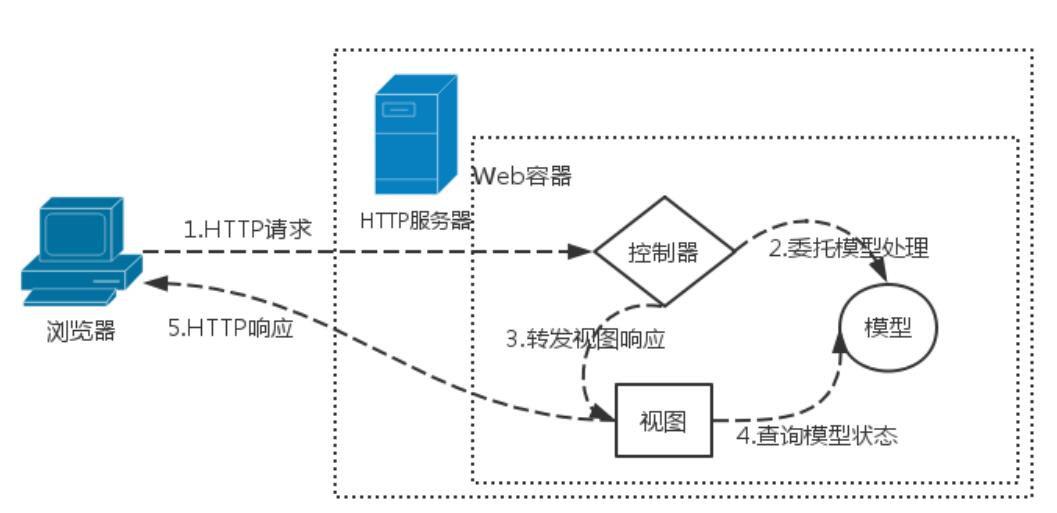 Web容器
HTTP服务器
1.HTTP请求
控制器
2.委托模型处理
浏览器
5.HTTP响应
3.转发视图响应
模型
视图
4.查询模型状态